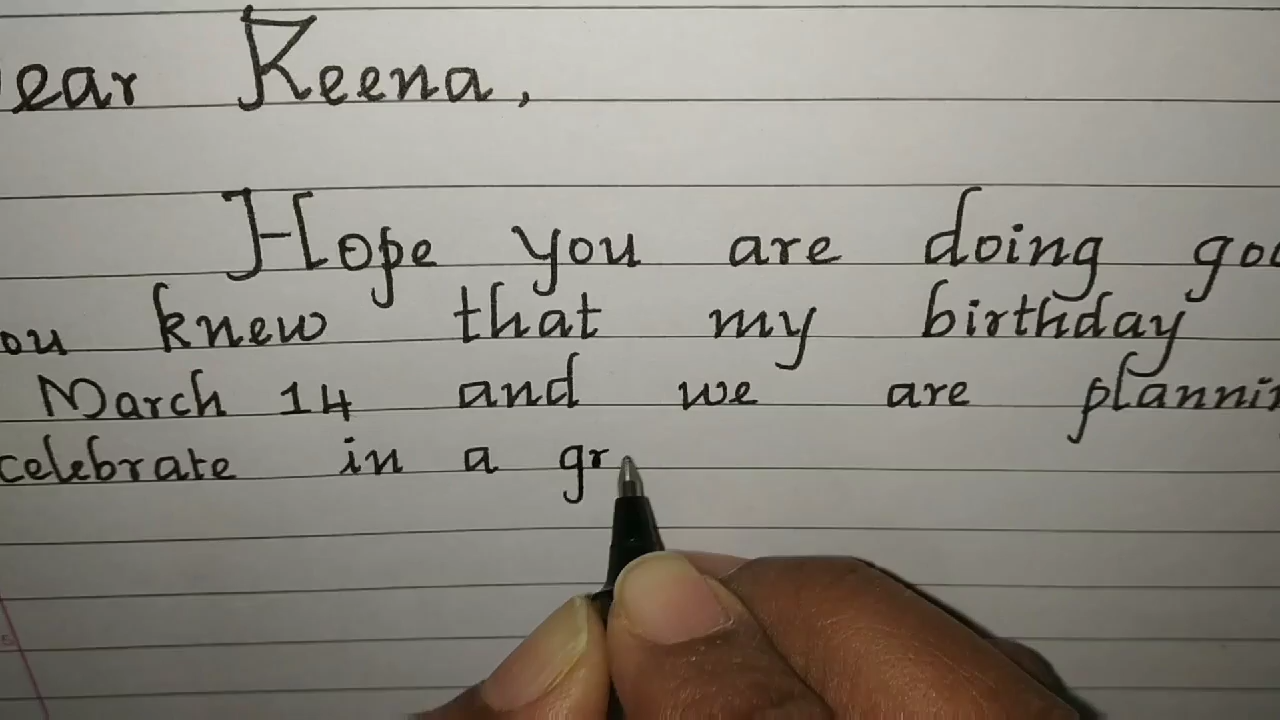 ear Keena,
Hope you are doing goo
ou knew that my birthday
March 14 and we are plannin
celebrate in a gr